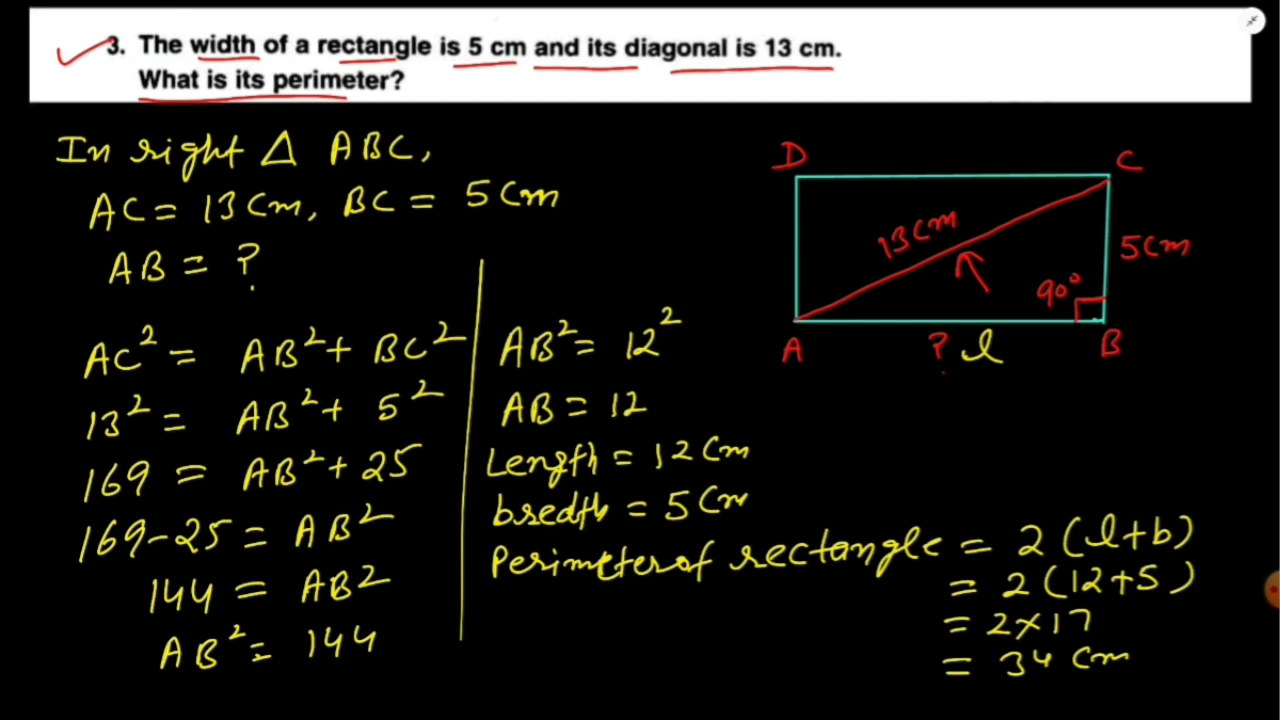 3. The width of a rectangle is 5 cm and its diagonal is 13 cm.
What is its perimeter?
In right △ ABC,
AC = 13 Cm, BC = 5 Cm
AB = ?
AC² = AB² + BC²
13² = AB² + 5²
169 = AB² + 25
169-25 = AB²
144 = AB²
AB² = 144
AB² = 12²
AB = 12
Length = 12 Cm
bredth = 5 Cm
Perimeter of rectangle = 2 (l+b)
= 2 (12+5)
= 2×17
= 34 Cm
D
C
13 Cm
5 Cm
90°
A
? l
B